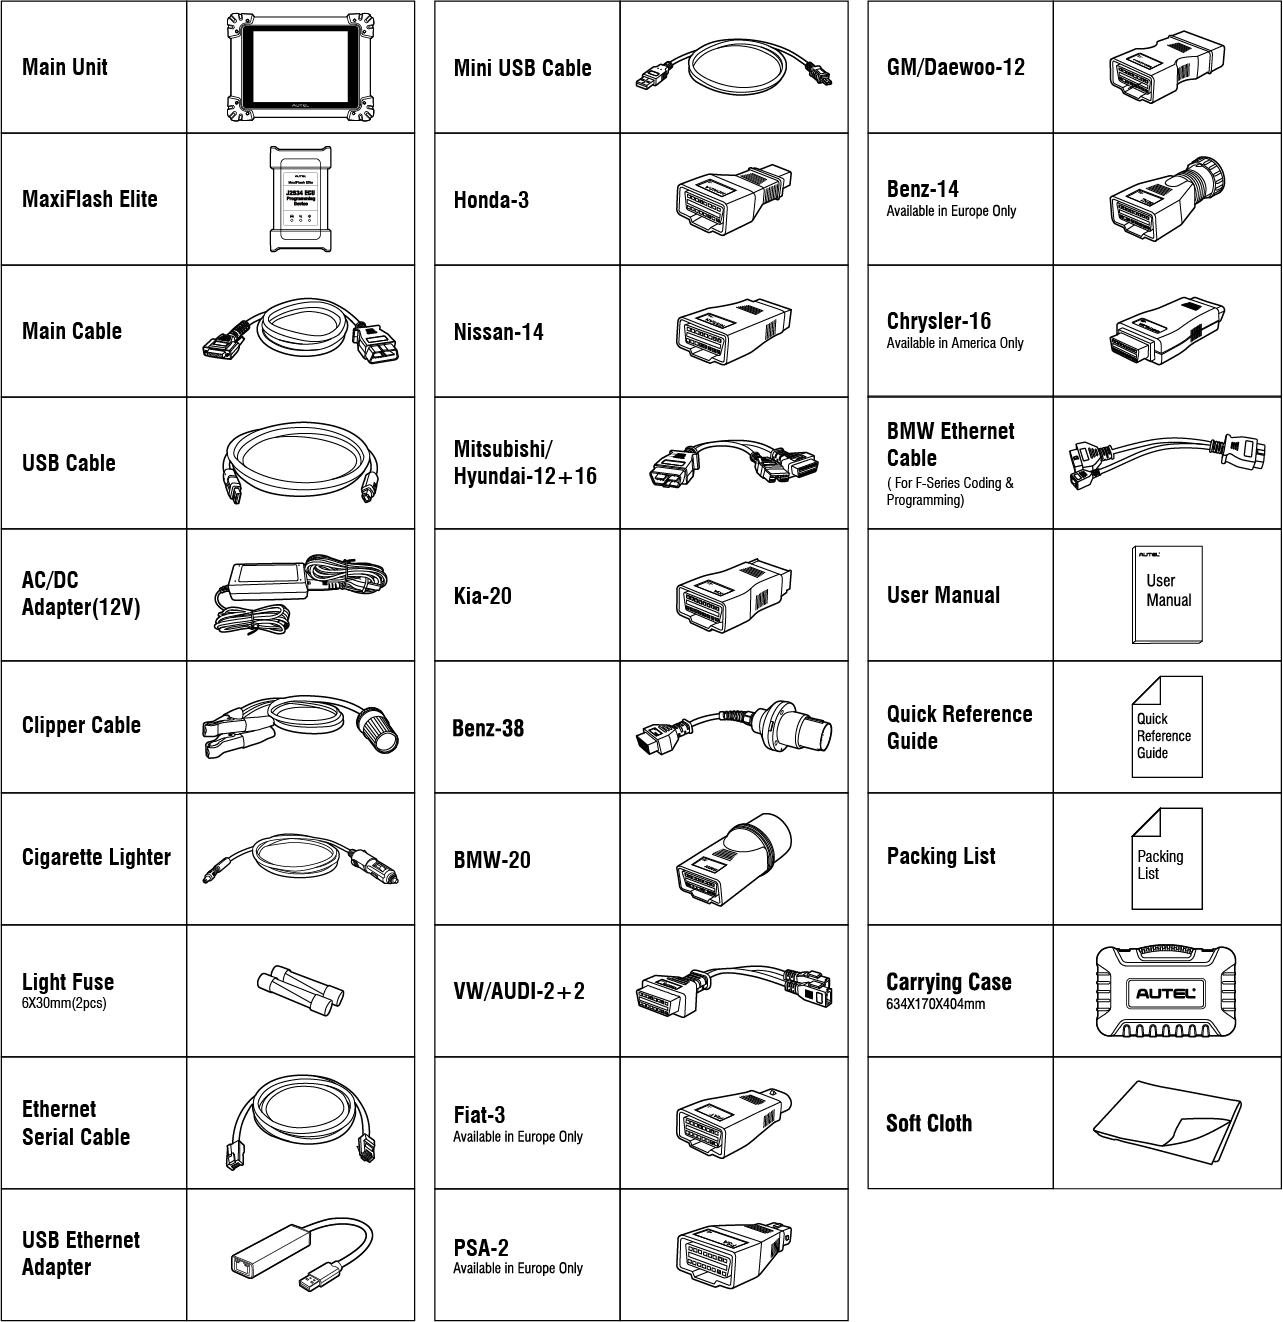 Main Unit
AUTEL
MaxiFlash Elite
AUTEL
MaxiFlash Elite
J2534 ECU
Programming
Device
Main Cable
USB Cable
AC/DC
Adapter(12V)
Clipper Cable
Cigarette Lighter
Light Fuse
6X30mm(2pcs)
Ethernet
Serial Cable
USB Ethernet
Adapter
Mini USB Cable
Honda-3
Nissan-14
Mitsubishi/
Hyundai-12+16
Kia-20
Benz-38
BMW-20
VW/AUDI-2+2
Fiat-3
Available in Europe Only
PSA-2
Available in Europe Only
GM/Daewoo-12
Benz-14
Available in Europe Only
Chrysler-16
Available in America Only
BMW Ethernet
Cable
( For F-Series Coding &
Programming)
User Manual
AUTEL
User
Manual
Quick Reference
Guide
Quick
Reference
Guide
Packing List
Packing
List
Carrying Case
634X170X404mm
AUTEL
Soft Cloth